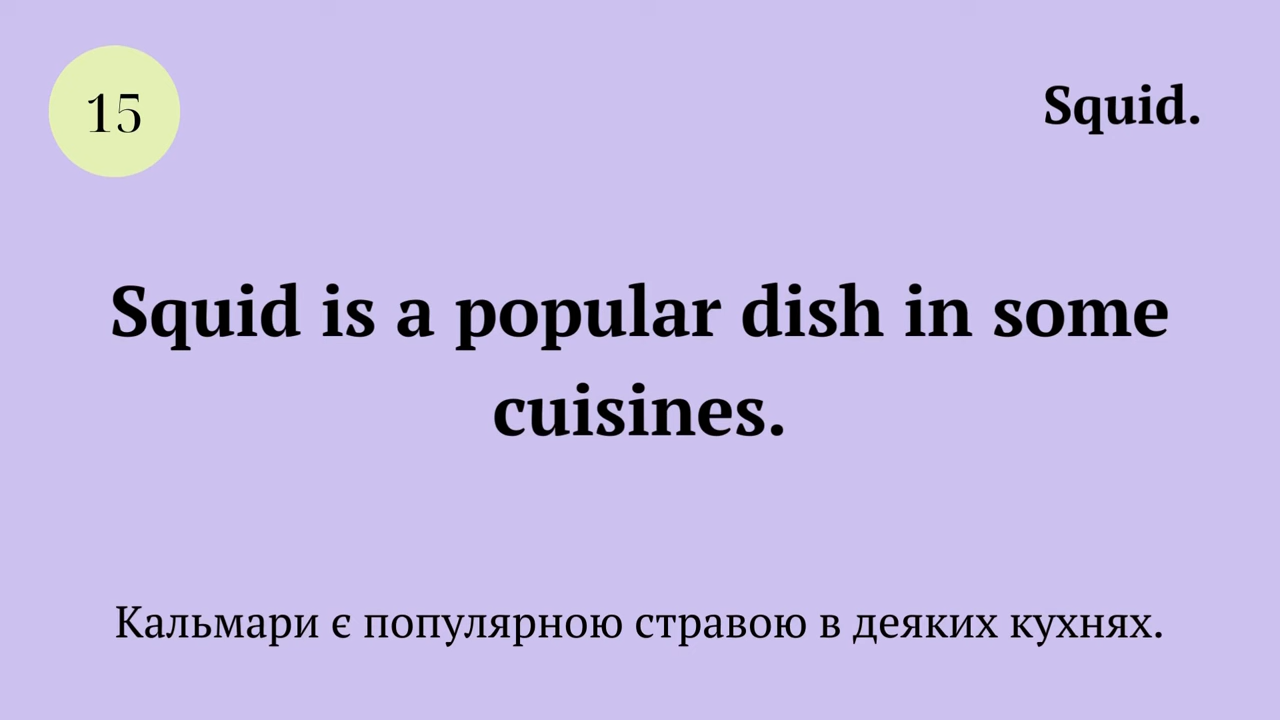 15
Squid.
Squid is a popular dish in some
cuisines.
Кальмари є популярною стравою в деяких кухнях.